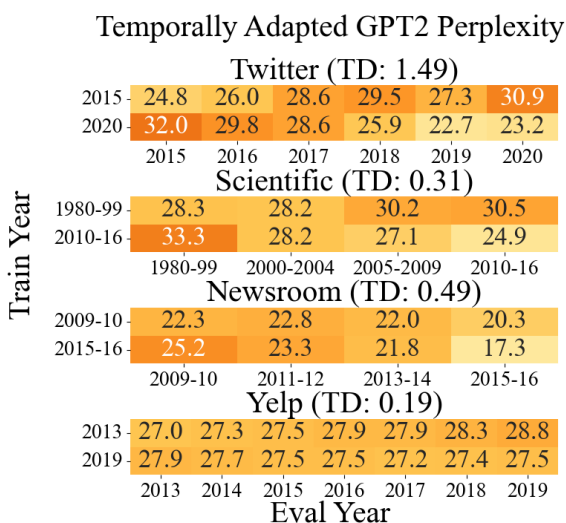 Temporally Adapted GPT2 Perplexity
Twitter (TD: 1.49)
2015 24.8 26.0 28.6 29.5 27.3 30.9
2020 32.0 29.8 28.6 25.9 22.7 23.2
2015 2016 2017 2018 2019 2020
Scientific (TD: 0.31)
1980-99 28.3 28.2 30.2 30.5
2010-16 33.3 28.2 27.1 24.9
1980-99 2000-2004 2005-2009 2010-16
Newsroom (TD: 0.49)
2009-10 22.3 22.8 22.0 20.3
2015-16 25.2 23.3 21.8 17.3
2009-10 2011-12 2013-14 2015-16
Yelp (TD: 0.19)
2013 27.0 27.3 27.5 27.9 27.9 28.3 28.8
2019 27.9 27.7 27.5 27.5 27.2 27.4 27.5
2013 2014 2015 2016 2017 2018 2019
Eval Year
Train Year